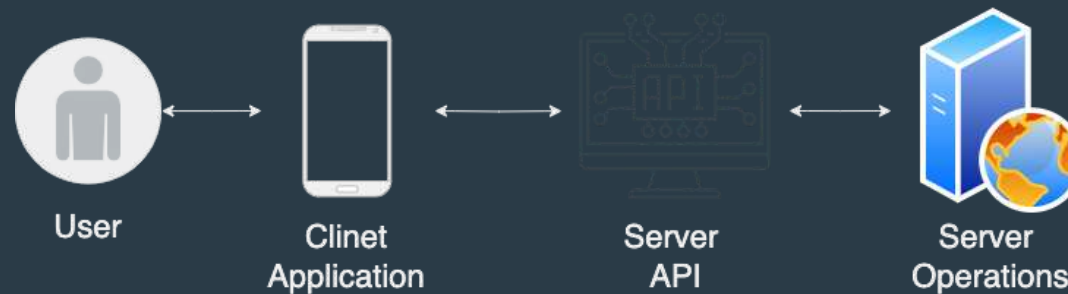 API
User
Clinet
Application
Server
API
Server
Operations